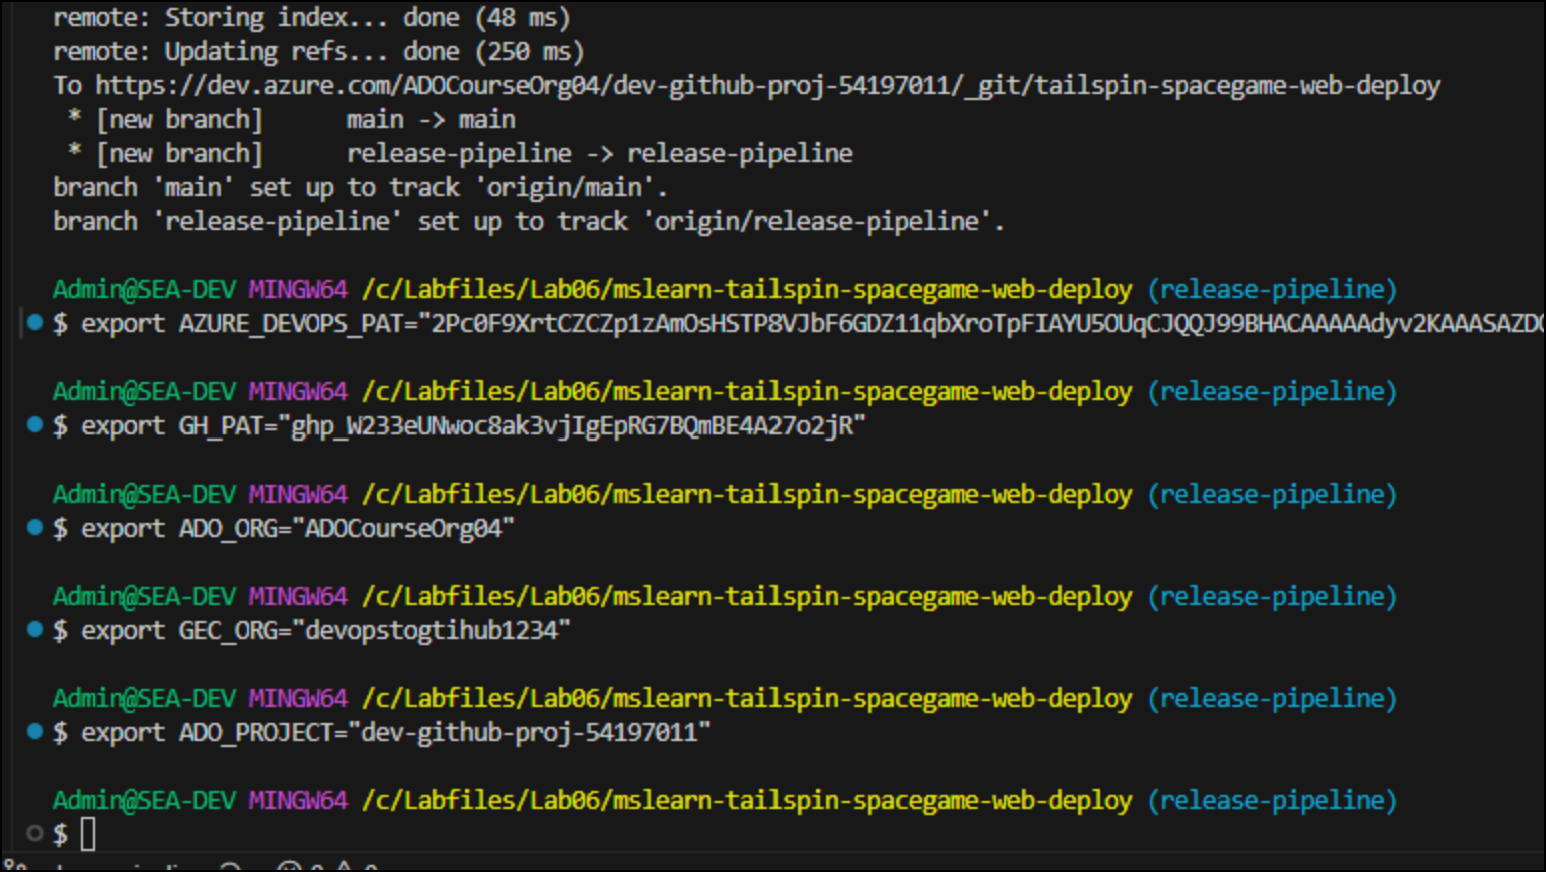 remote: Storing index... done (48 ms)
remote: Updating refs... done (250 ms)
To https://dev.azure.com/ADOCourseOrg04/dev-github-proj-54197011/_git/tailspin-spacegame-web-deploy
* [new branch] main -> main
* [new branch] release-pipeline -> release-pipeline
branch 'main' set up to track 'origin/main'.
branch 'release-pipeline' set up to track 'origin/release-pipeline'.
Admin@SEA-DEV MINGW64 /c/Labfiles/Lab06/mslearn-tailspin-spacegame-web-deploy (release-pipeline)
$ export AZURE_DEVOPS_PAT="2Pc0F9XrtCZCZp1zAmOsHSTP8VJbF6GDZ11qbXroTpFIAYU5OUqCJQQJ99BHACAAAAAAdyv2KAAASAZDO
Admin@SEA-DEV MINGW64 /c/Labfiles/Lab06/mslearn-tailspin-spacegame-web-deploy (release-pipeline)
$ export GH_PAT="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"
Admin@SEA-DEV MINGW64 /c/Labfiles/Lab06/mslearn-tailspin-spacegame-web-deploy (release-pipeline)
$ export ADO_ORG="ADOCourseOrg04"
Admin@SEA-DEV MINGW64 /c/Labfiles/Lab06/mslearn-tailspin-spacegame-web-deploy (release-pipeline)
$ export GEC_ORG="devopstogtihub1234"
Admin@SEA-DEV MINGW64 /c/Labfiles/Lab06/mslearn-tailspin-spacegame-web-deploy (release-pipeline)
$ export ADO_PROJECT="dev-github-proj-54197011"
Admin@SEA-DEV MINGW64 /c/Labfiles/Lab06/mslearn-tailspin-spacegame-web-deploy (release-pipeline)
$